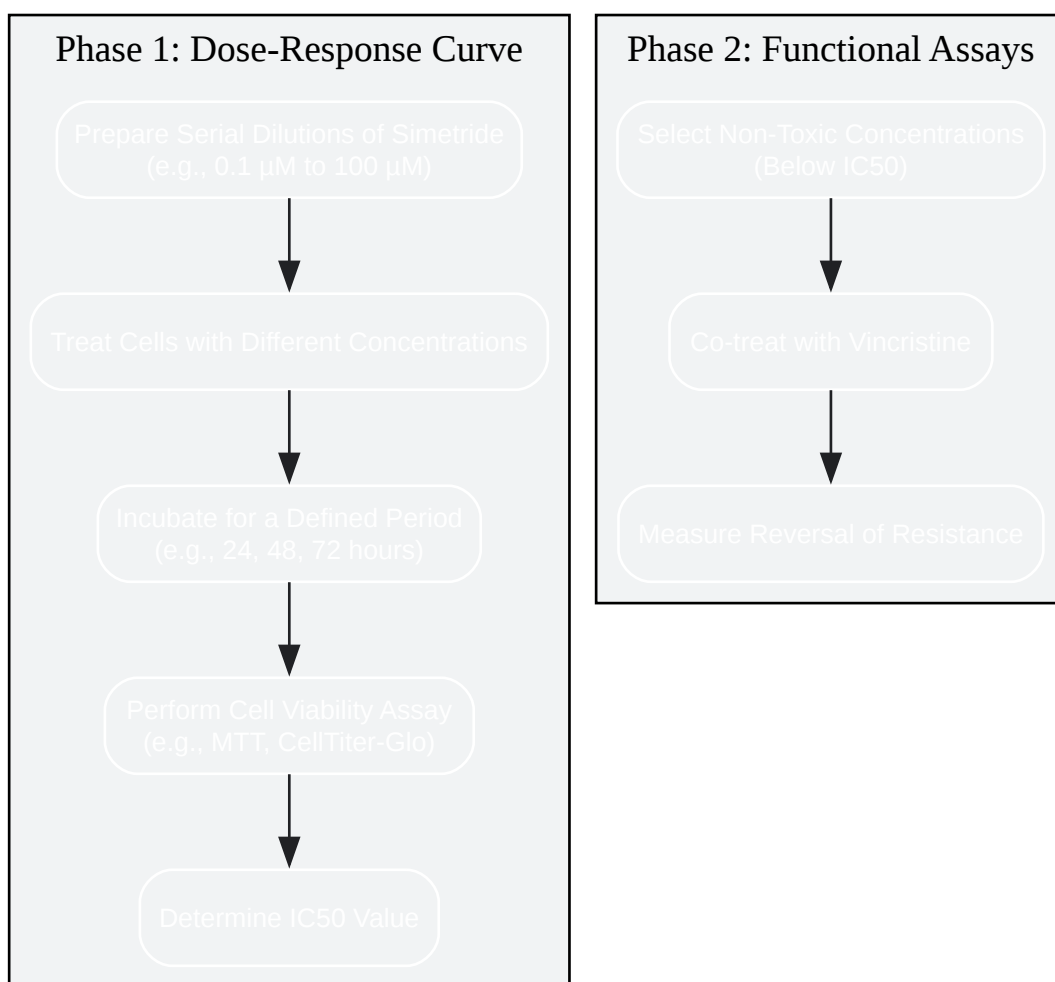 Phase 1: Dose-Response Curve
Prepare Serial Dilutions of Simetride
(e.g., 0.1 µM to 100 µM)
Treat Cells with Different Concentrations
Incubate for a Defined Period
(e.g., 24, 48, 72 hours)
Perform Cell Viability Assay
(e.g., MTT, CellTiter-Glo)
Determine IC50 Value
Phase 2: Functional Assays
Select Non-Toxic Concentrations
(Below IC50)
Co-treat with Vincristine
Measure Reversal of Resistance